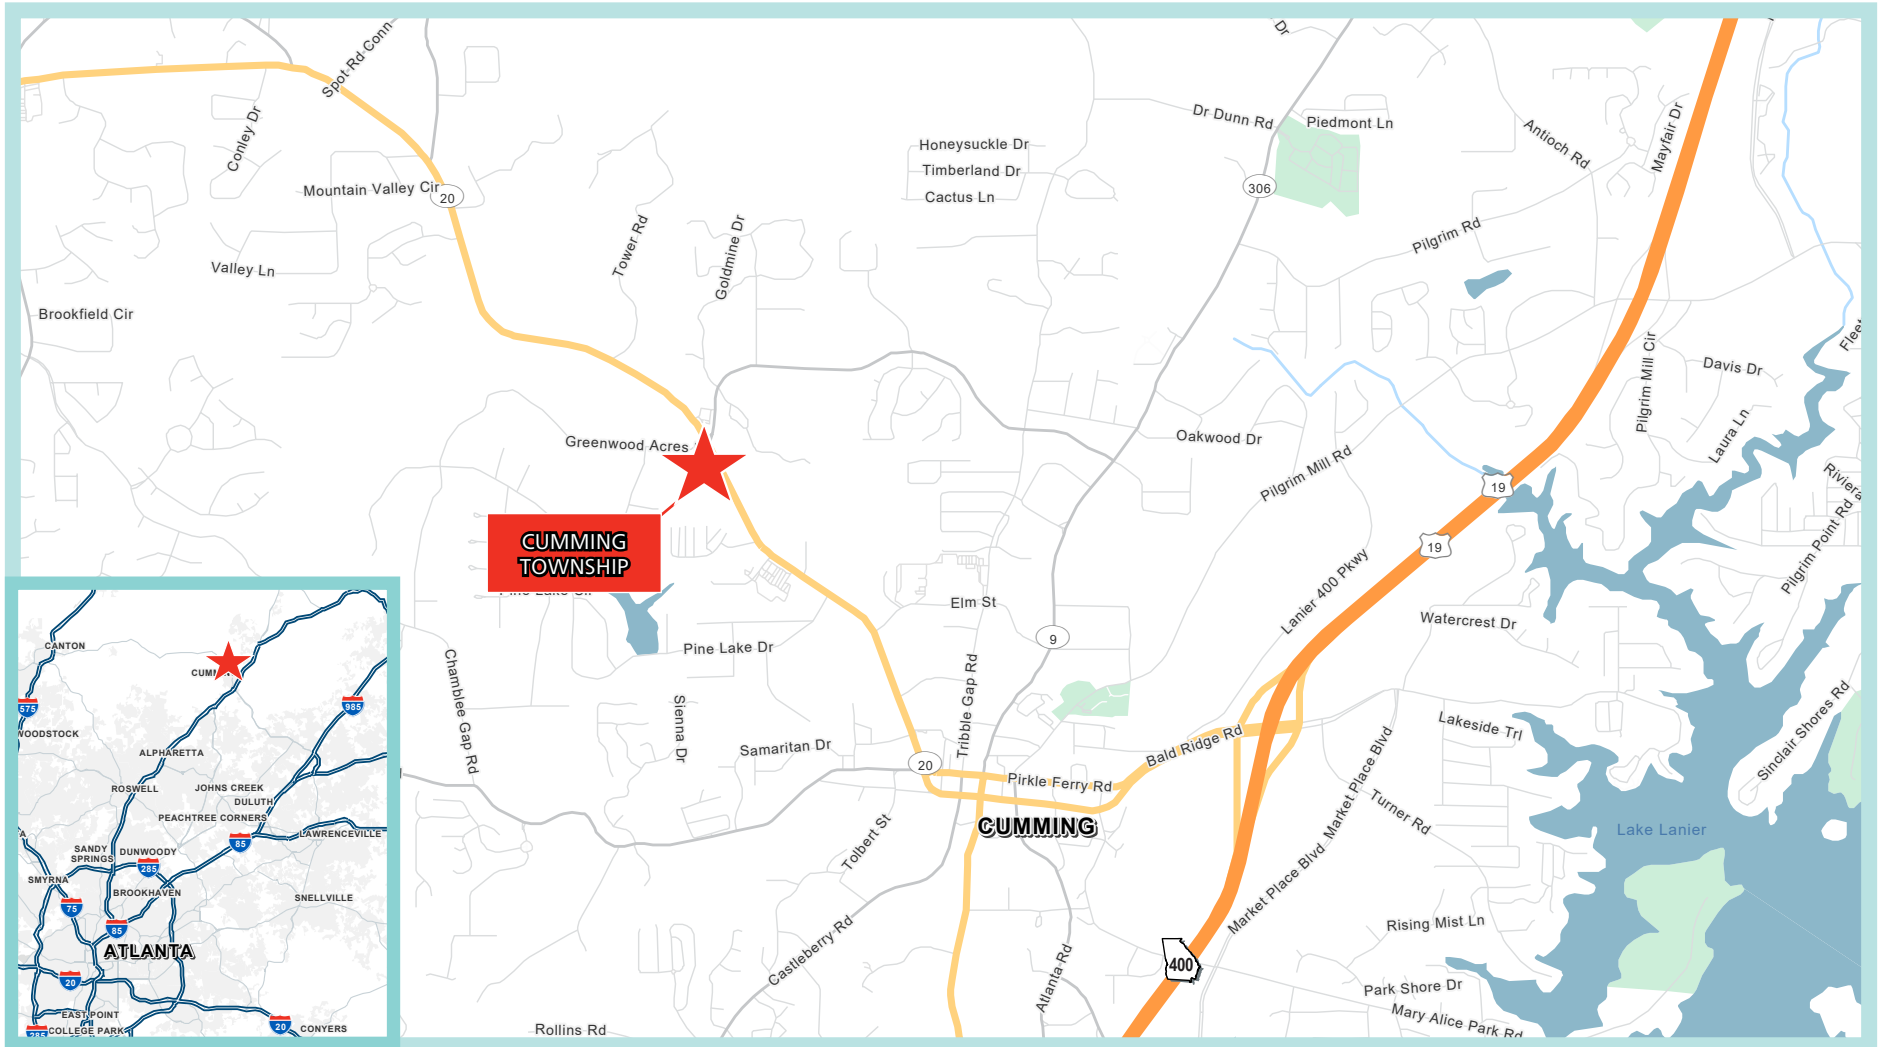 Spot-Rd-Conn
Dr
Conley Dr
Dr Dunn Rd
Piedmont Ln
Antioch Rd
Mayfair Dr
Honeysuckle Dr
Timberland Dr
Cactus Ln
Mountain Valley Cir
20
306
Tower Rd
Goldmine Dr
Pilgrim Rd
Valley Ln
Brookfield Cir
Pilgrim Mill Cir
Davis Dr
Laura Ln
Greenwood Acres
Oakwood Dr
Pilgrim Mill Rd
19
Riviera
Pilgrim Point Rd
CUMMING
TOWNSHIP
19
Lanier 400 Pkwy
Elm St
9
Watercrest Dr
Pine Lake Dr
Chamblee Gap Rd
Sienna Dr
Samaritan Dr
Tribble Gap Rd
20
Pirkle Ferry Rd
Bald Ridge Rd
Lakeside Trl
Sinclair Shores Rd
Market Place Blvd
Turner Rd
CUMMING
Lake Lanier
Tolbert St
Market Place Blvd
Castleberry Rd
Atlanta Rd
400
Rising Mist Ln
Park Shore Dr
Mary Alice Park Rd
Rollins Rd
CANTON
575
985
WOODSTOCK
ALPHARETTA
ROSWELL
JOHNS CREEK
DULUTH
PEACHTREE CORNERS
85
LAWRENCEVILLE
SANDY
SPRINGS
DUNWOODY
285
SMYRNA
BROOKHAVEN
SNELLVILLE
75
85
ATLANTA
20
EAST POINT
COLLEGE PARK
285
20
CONYERS